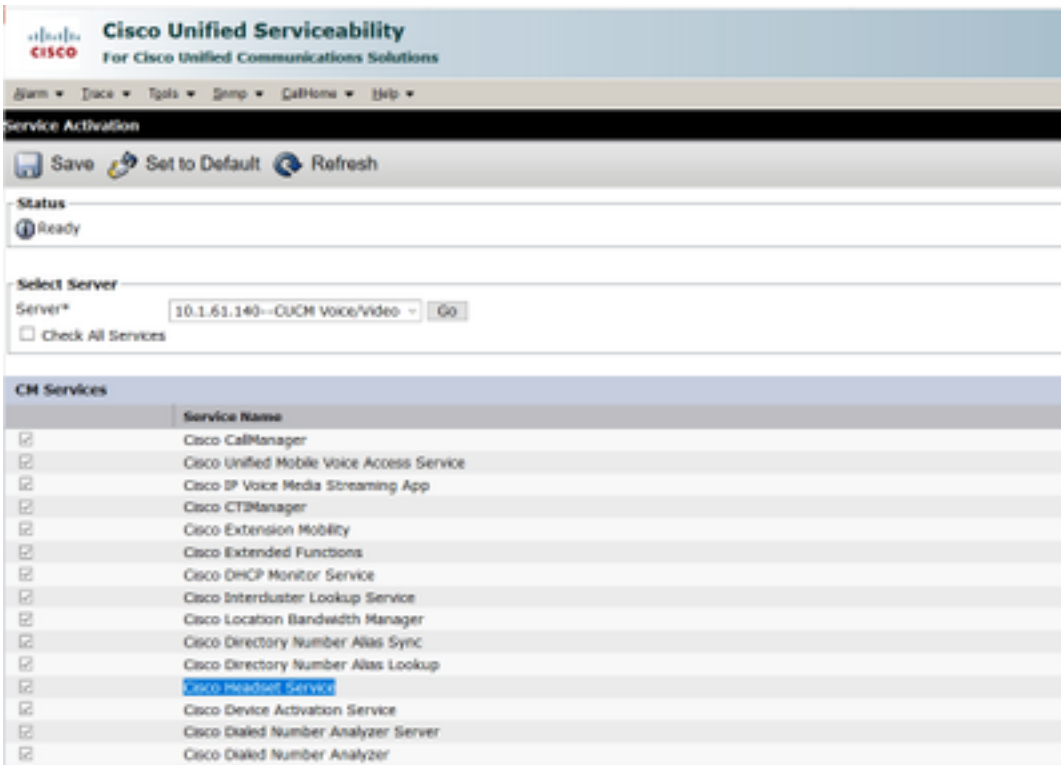 CISCO
Cisco Unified Serviceability
For Cisco Unified Communications Solutions
Alarm Trace Tools Snmp CallHome Help
Service Activation
Save Set to Default Refresh
Status
Ready
Select Server
Server* 10.1.61.140--CUCM Voice/Video Go
Check All Services
CM Services
Service Name
Cisco CallManager
Cisco Unified Mobile Voice Access Service
Cisco IP Voice Media Streaming App
Cisco CTIManager
Cisco Extension Mobility
Cisco Extended Functions
Cisco DHCP Monitor Service
Cisco Intercluster Lookup Service
Cisco Location Bandwidth Manager
Cisco Directory Number Alias Sync
Cisco Directory Number Alias Lookup
Cisco Headset Service
Cisco Device Activation Service
Cisco Dialed Number Analyzer Server
Cisco Dialed Number Analyzer